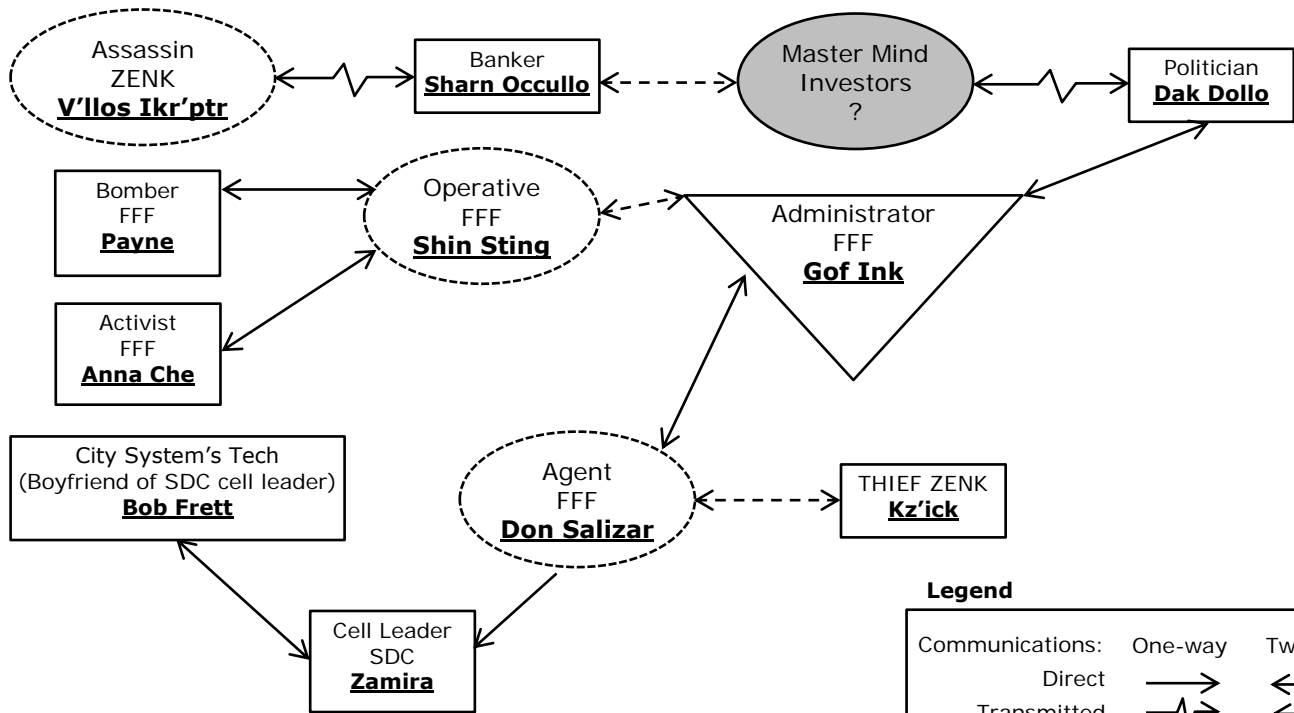 Assassin
ZENK
V'llos Ikr'ptr
Banker
Sharn Occullo
Master Mind
Investors
?
Politician
Dak Dollo
Bomber
FFF
Payne
Operative
FFF
Shin Sting
Administrator
FFF
Gof Ink
Activist
FFF
Anna Che
City System's Tech
(Boyfriend of SDC cell leader)
Bob Frett
Agent
FFF
Don Salizar
THIEF ZENK
Kz'ick
Cell Leader
SDC
Zamira
Legend
Communications: One-way
Direct
Transmitted